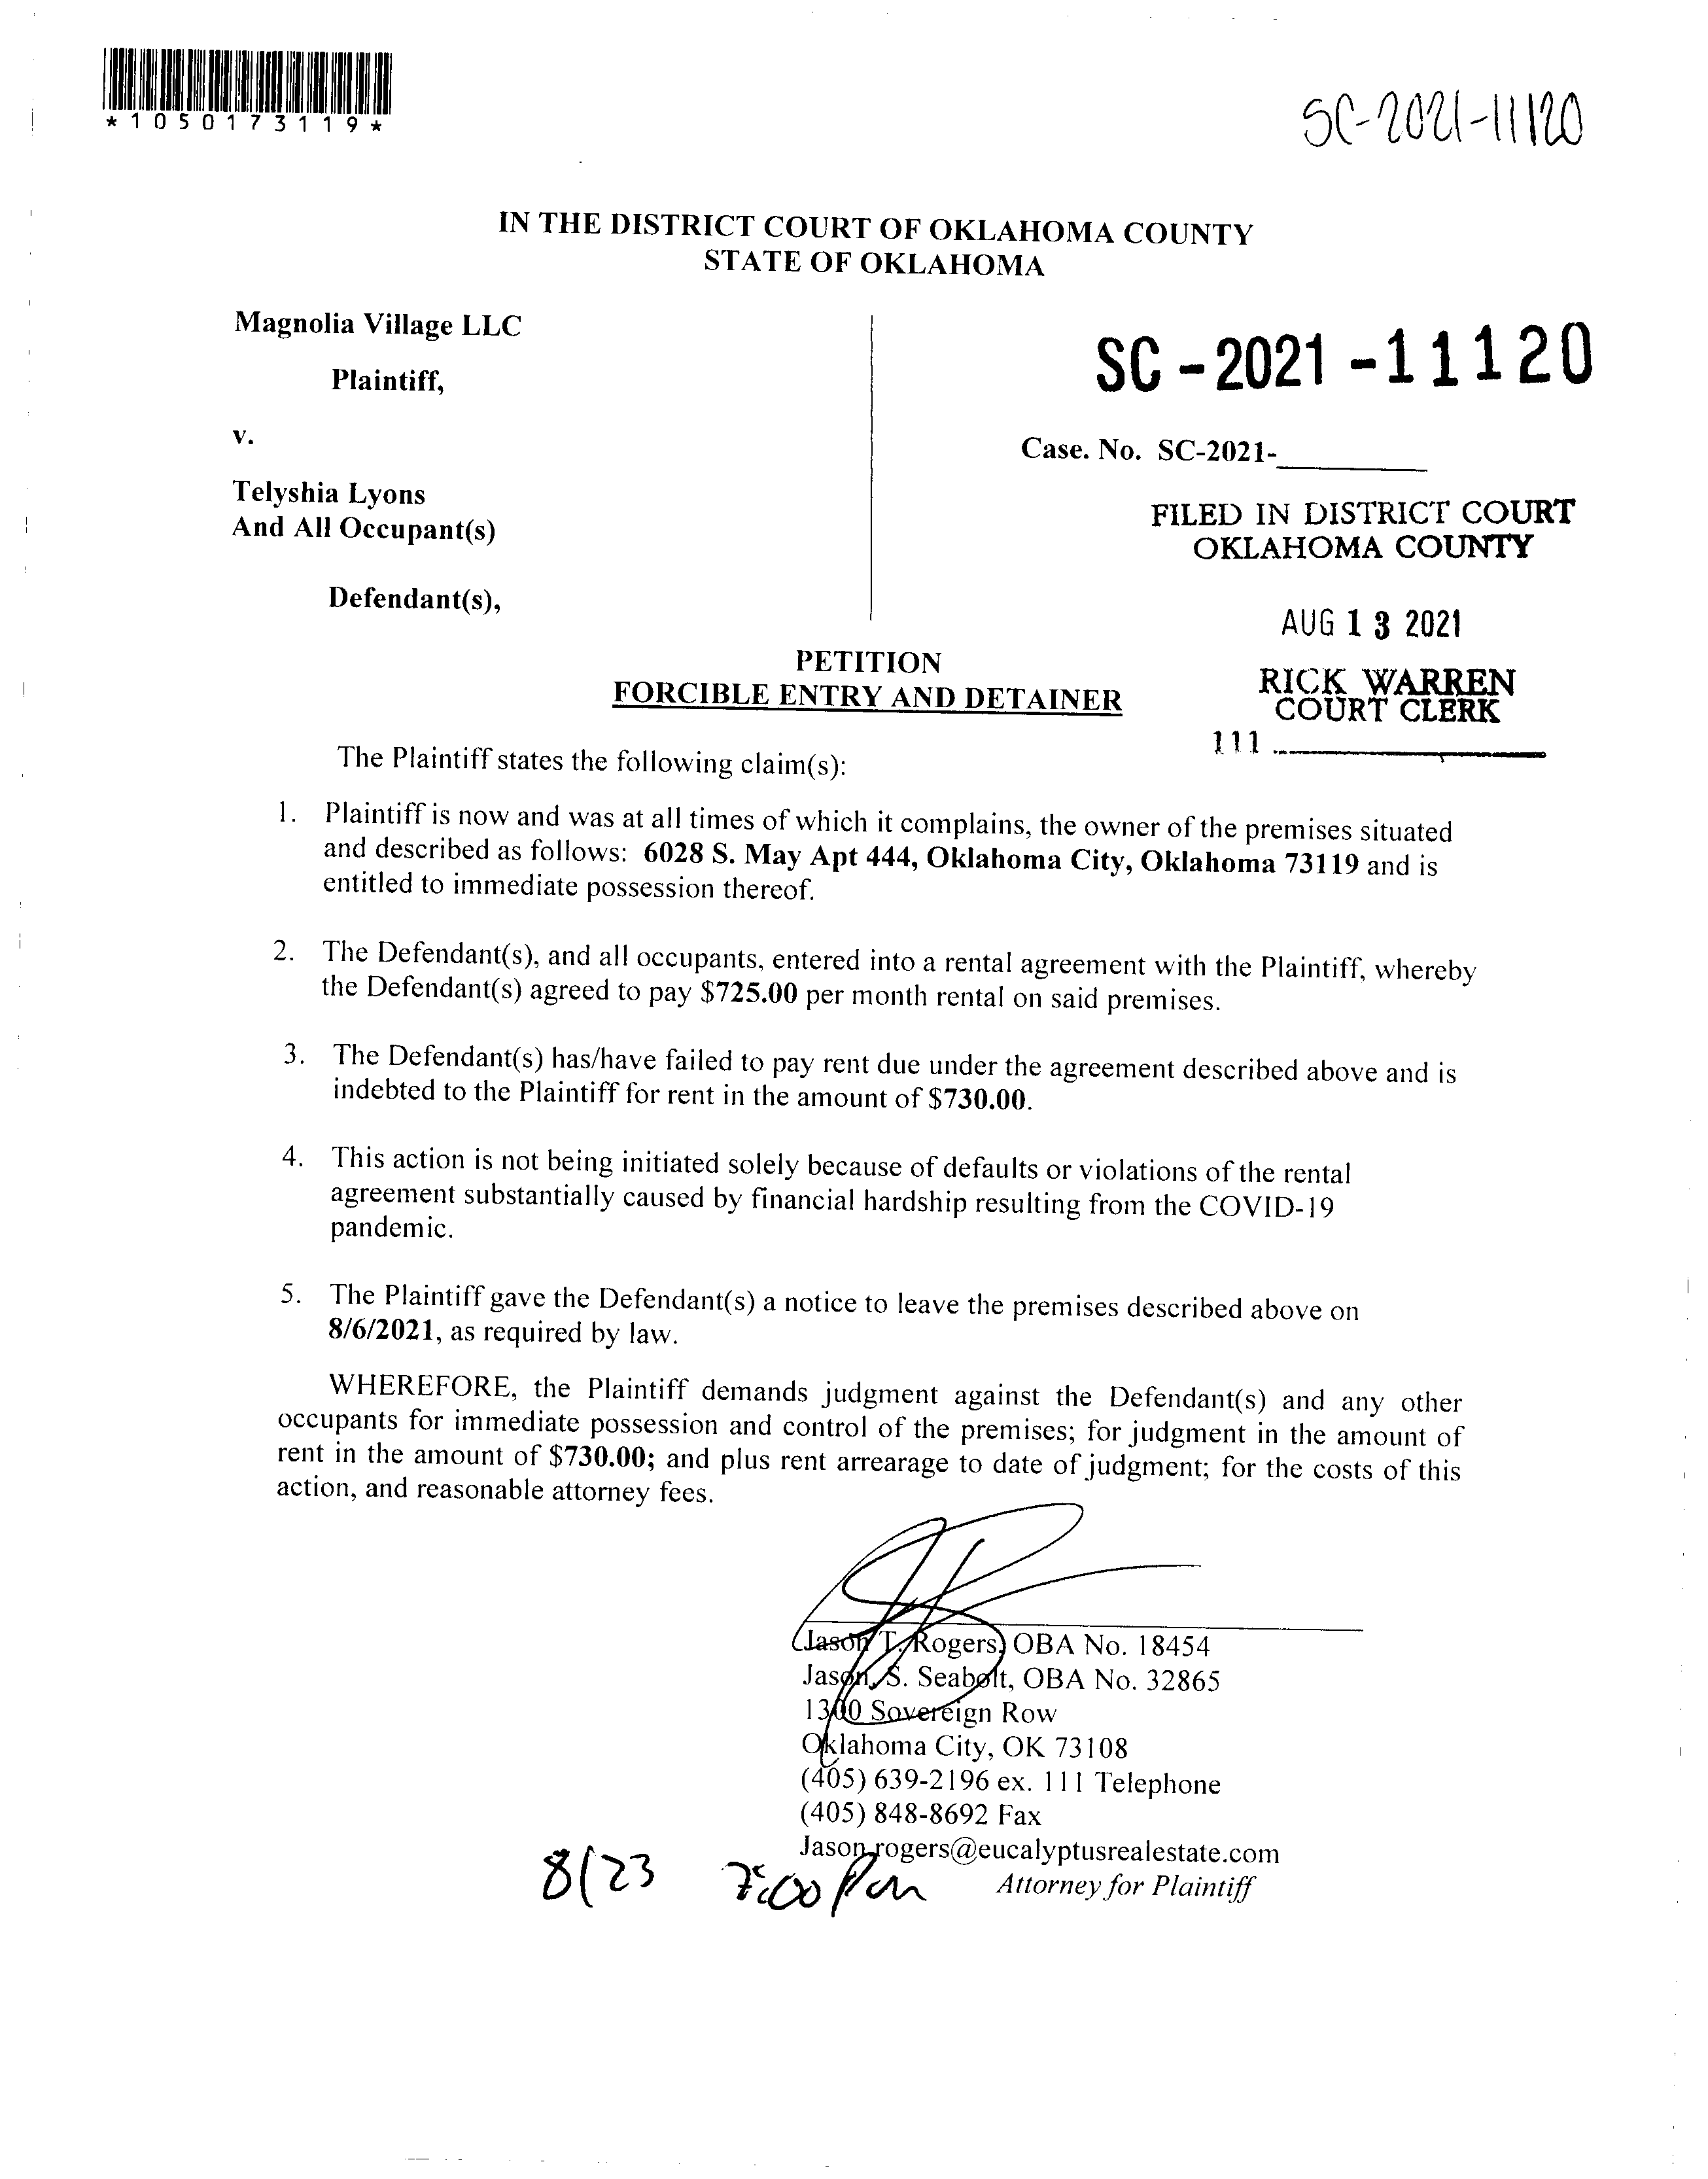 *1050173119*
SC-2021-11120
IN THE DISTRICT COURT OF OKLAHOMA COUNTY
STATE OF OKLAHOMA
Magnolia Village LLC
Plaintiff,
v.
Telyshia Lyons
And All Occupant(s)
Defendant(s),
SC-2021-11120
Case. No. SC-2021-________
FILED IN DISTRICT COURT
OKLAHOMA COUNTY
AUG 13 2021
RICK WARREN
COURT CLERK
111 ____________
PETITION
FORCIBLE ENTRY AND DETAINER
The Plaintiff states the following claim(s):
1. Plaintiff is now and was at all times of which it complains, the owner of the premises situated
and described as follows: 6028 S. May Apt 444, Oklahoma City, Oklahoma 73119 and is
entitled to immediate possession thereof.
2. The Defendant(s), and all occupants, entered into a rental agreement with the Plaintiff, whereby
the Defendant(s) agreed to pay $725.00 per month rental on said premises.
3. The Defendant(s) has/have failed to pay rent due under the agreement described above and is
indebted to the Plaintiff for rent in the amount of $730.00.
4. This action is not being initiated solely because of defaults or violations of the rental
agreement substantially caused by financial hardship resulting from the COVID-19
pandemic.
5. The Plaintiff gave the Defendant(s) a notice to leave the premises described above on
8/6/2021, as required by law.
WHEREFORE, the Plaintiff demands judgment against the Defendant(s) and any other
occupants for immediate possession and control of the premises; for judgment in the amount of
rent in the amount of $730.00; and plus rent arrearage to date of judgment; for the costs of this
action, and reasonable attorney fees.
Jason T. Rogers, OBA No. 18454
Jason S. Seabolt, OBA No. 32865
1300 Sovereign Row
Oklahoma City, OK 73108
(405) 639-2196 ex. 111 Telephone
(405) 848-8692 Fax
Jason.rogers@eucalyptusrealestate.com
Attorney for Plaintiff
8/23 7:00 pm